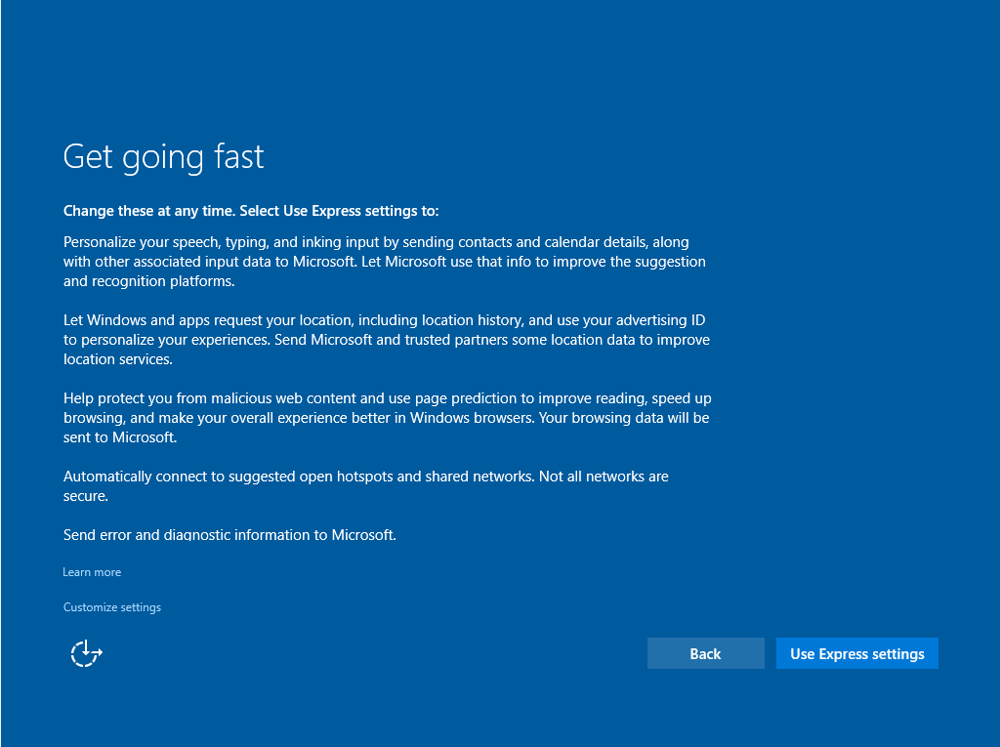 Get going fast
Change these at any time. Select Use Express settings to:
Personalize your speech, typing, and inking input by sending contacts and calendar details, along
with other associated input data to Microsoft. Let Microsoft use that info to improve the suggestion
and recognition platforms.
Let Windows and apps request your location, including location history, and use your advertising ID
to personalize your experiences. Send Microsoft and trusted partners some location data to improve
location services.
Help protect you from malicious web content and use page prediction to improve reading, speed up
browsing, and make your overall experience better in Windows browsers. Your browsing data will be
sent to Microsoft.
Automatically connect to suggested open hotspots and shared networks. Not all networks are
secure.
Send error and diagnostic information to Microsoft.
Learn more
Customize settings
Back
Use Express settings